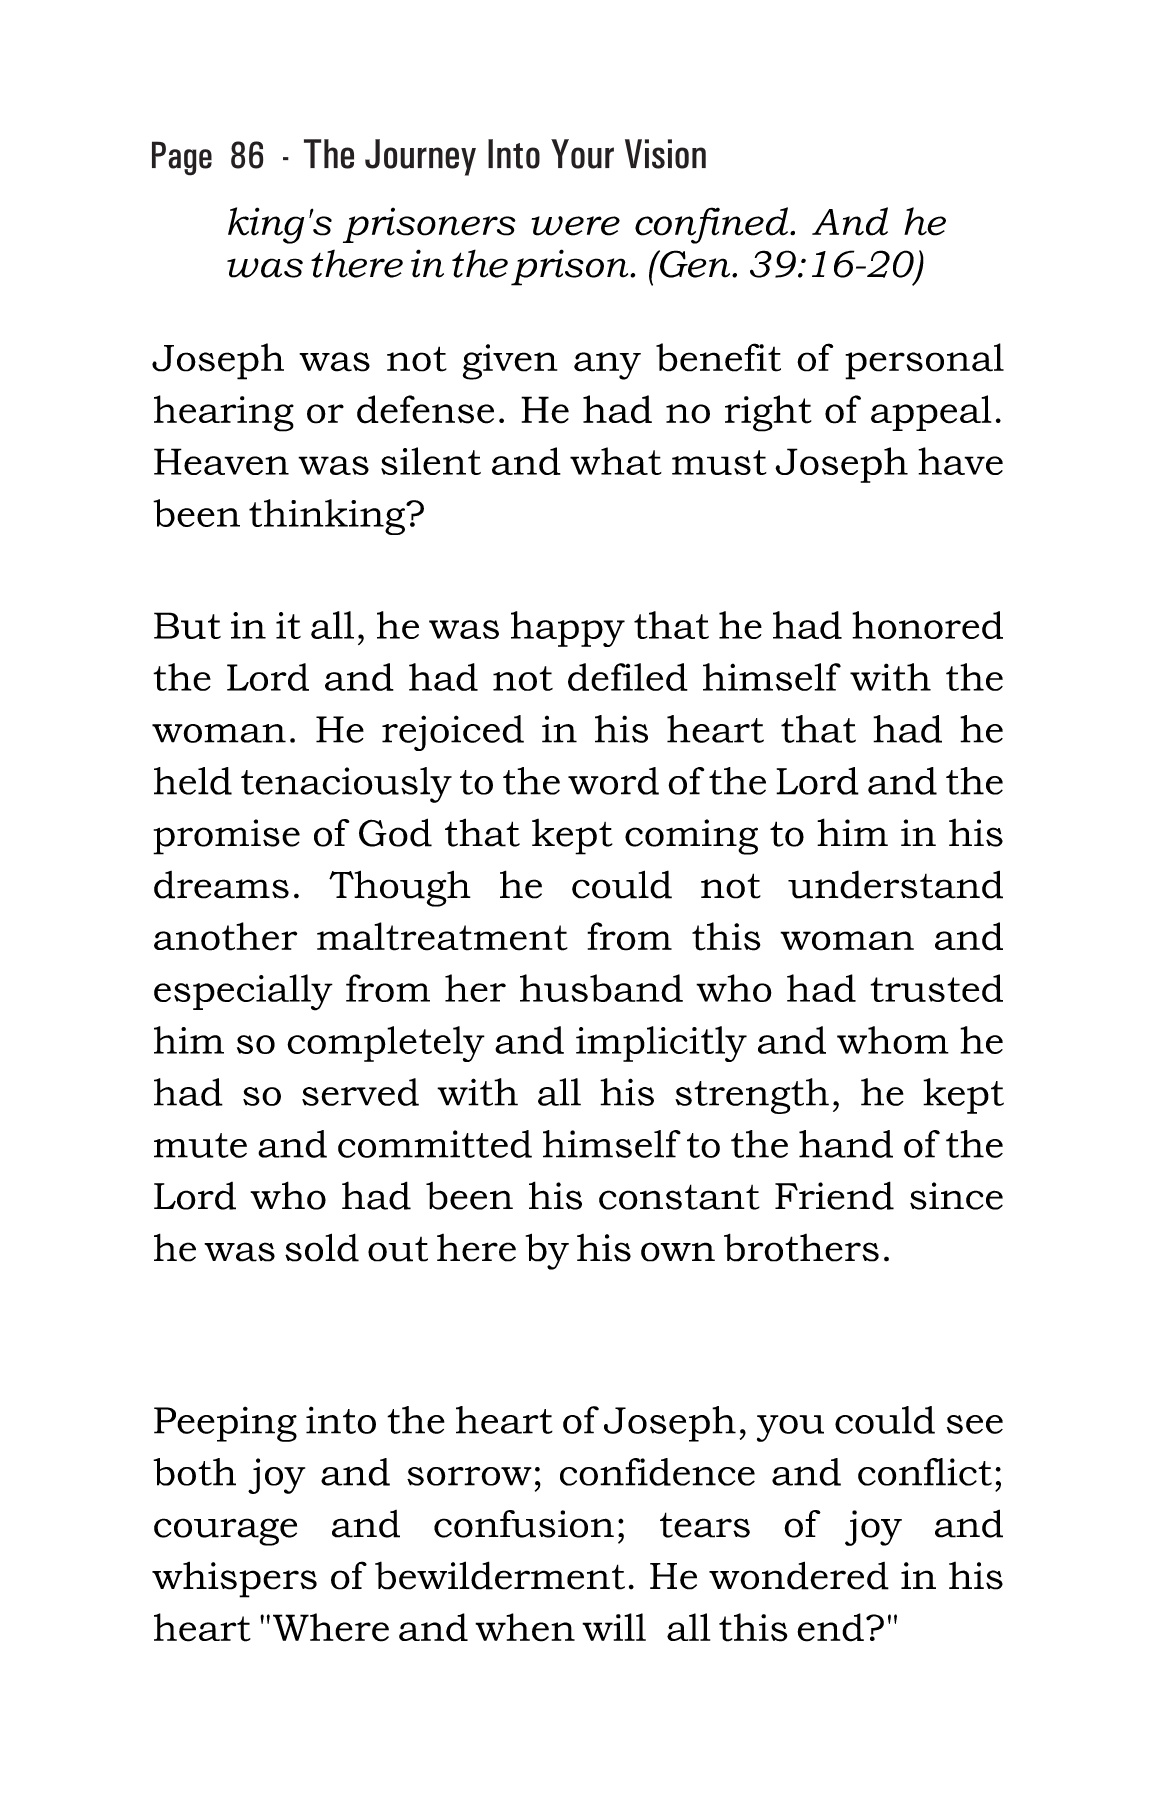 Page 86 - The Journey Into Your Vision
king's prisoners were confined. And he
was there in the prison. (Gen. 39:16-20)
Joseph was not given any benefit of personal
hearing or defense. He had no right of appeal.
Heaven was silent and what must Joseph have
been thinking?
But in it all, he was happy that he had honored
the Lord and had not defiled himself with the
woman. He rejoiced in his heart that had he
held tenaciously to the word of the Lord and the
promise of God that kept coming to him in his
dreams. Though he could not understand
another maltreatment from this woman and
especially from her husband who had trusted
him so completely and implicitly and whom he
had so served with all his strength, he kept
mute and committed himself to the hand of the
Lord who had been his constant Friend since
he was sold out here by his own brothers.
Peeping into the heart of Joseph, you could see
both joy and sorrow; confidence and conflict;
courage and confusion; tears of joy and
whispers of bewilderment. He wondered in his
heart "Where and when will all this end?"